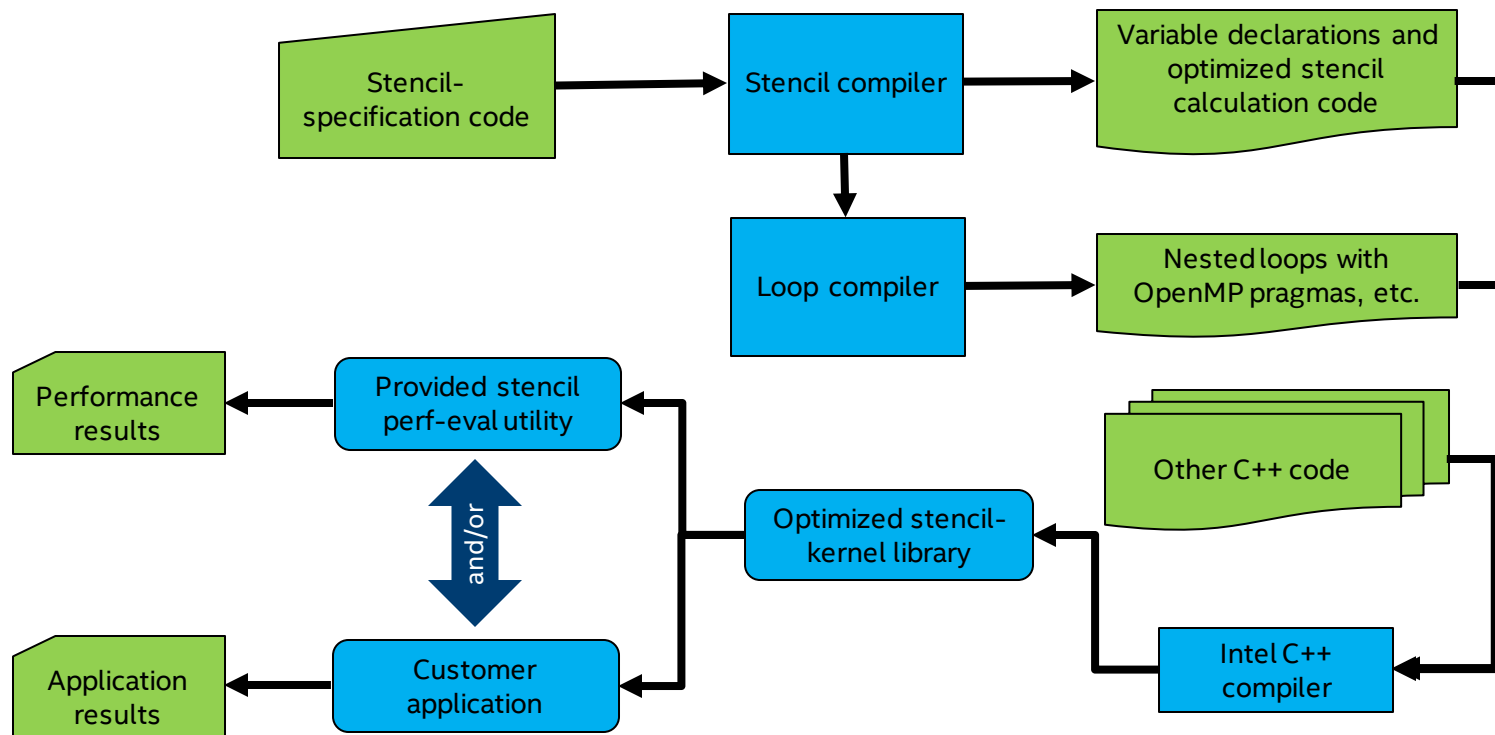 Stencil-
specification code
Stencil compiler
Variable declarations and
optimized stencil
calculation code
Loop compiler
Nested loops with
OpenMP pragmas, etc.
Performance
results
Provided stencil
perf-eval utility
and/or
Optimized stencil-
kernel library
Other C++ code
Application
results
Customer
application
Intel C++
compiler